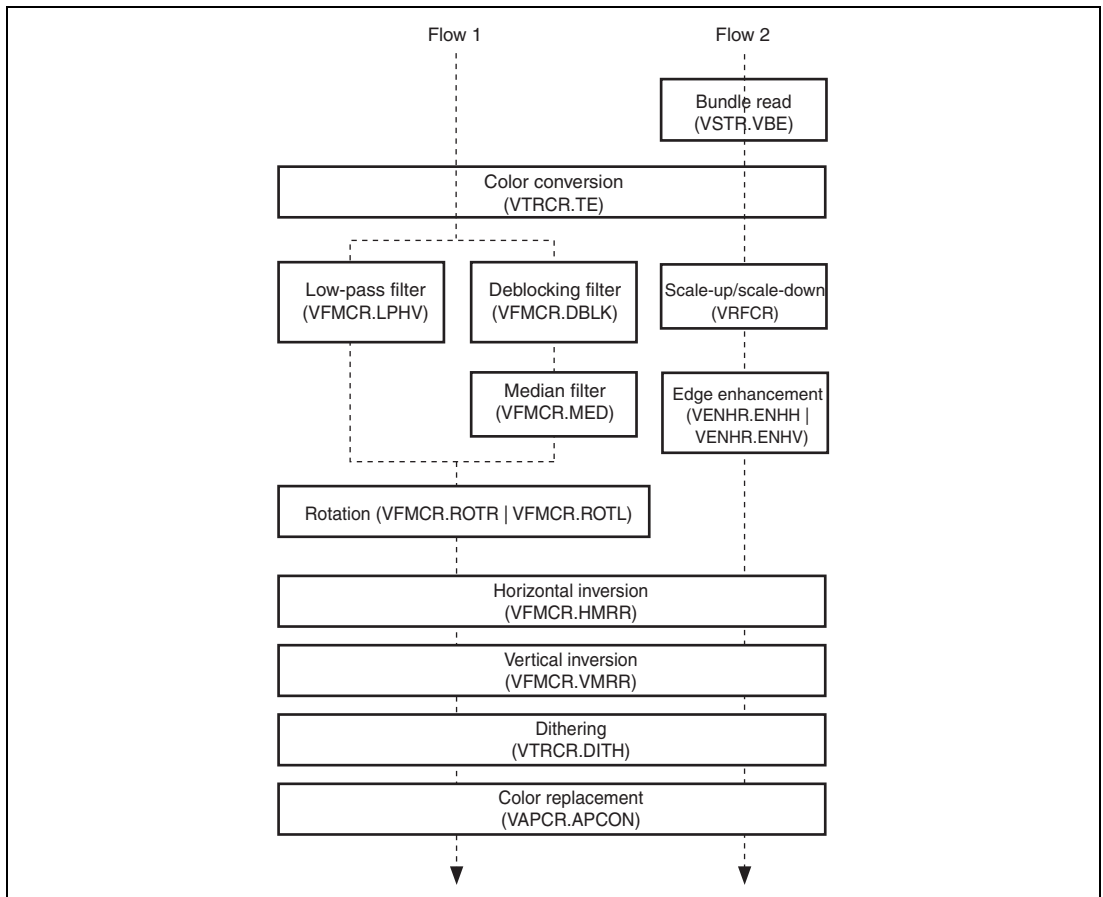 Flow 1
Flow 2
Bundle read
(VSTR.VBE)
Color conversion
(VTRCR.TE)
Low-pass filter
(VFMCR.LPHV)
Deblocking filter
(VFMCR.DBLK)
Scale-up/scale-down
(VRFCR)
Median filter
(VFMCR.MED)
Edge enhancement
(VENHR.ENHH |
VENHR.ENHV)
Rotation (VFMCR.ROTR | VFMCR.ROTL)
Horizontal inversion
(VFMCR.HMRR)
Vertical inversion
(VFMCR.VMRR)
Dithering
(VTRCR.DITH)
Color replacement
(VAPCR.APCON)